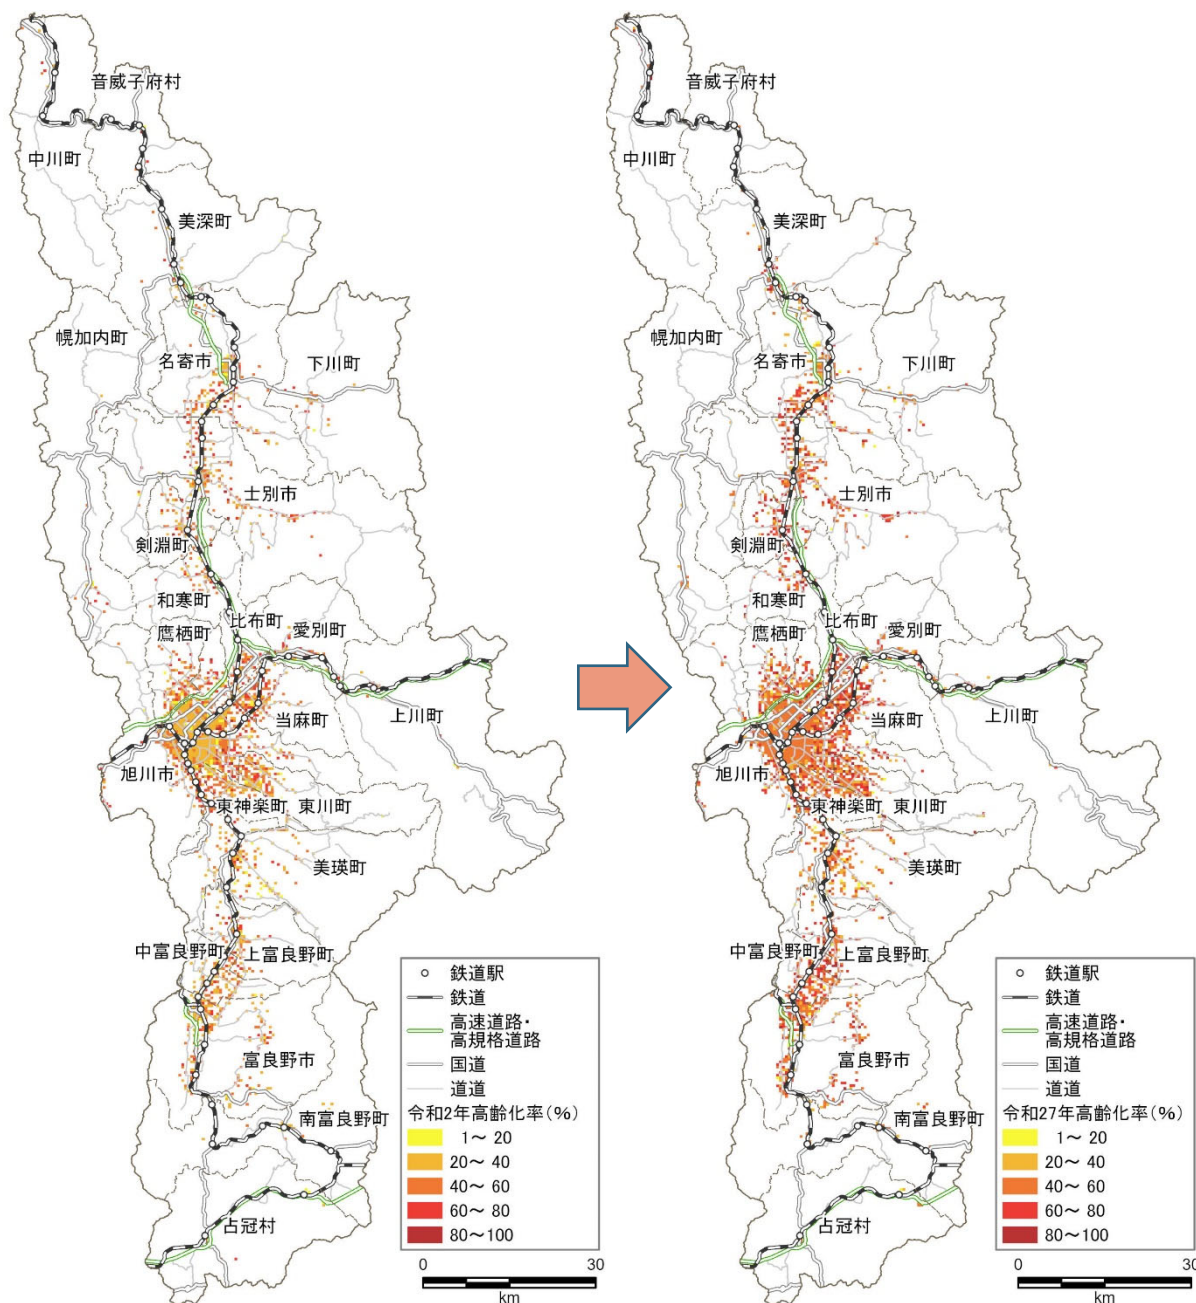 音威子府村
中川町
美深町
幌加内町
名寄市
下川町
士別市
剣淵町
和寒町
比布町
鷹栖町
愛別町
当麻町
上川町
旭川市
東神楽町
東川町
美瑛町
中富良野町
上富良野町
富良野市
南富良野町
占冠村
鉄道駅
鉄道
高速道路・
高規格道路
国道
道道
令和2年高齢化率(%)
1～ 20
20～ 40
40～ 60
60～ 80
80～100
0 30
km
音威子府村
中川町
美深町
幌加内町
名寄市
下川町
士別市
剣淵町
和寒町
比布町
鷹栖町
愛別町
当麻町
上川町
旭川市
東神楽町
東川町
美瑛町
中富良野町
上富良野町
富良野市
南富良野町
占冠村
鉄道駅
鉄道
高速道路・
高規格道路
国道
道道
令和27年高齢化率(%)
1～ 20
20～ 40
40～ 60
60～ 80
80～100
0 30
km